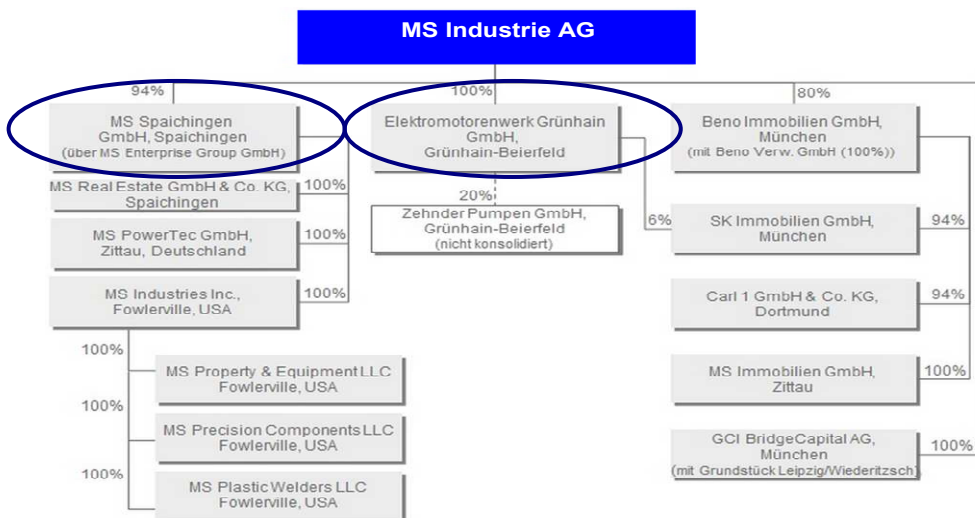 MS Industrie AG
94%
100%
80%
MS Spaichingen
GmbH, Spaichingen
(über MS Enterprise Group GmbH)
Elektromotorenwerk Grünhain
GmbH,
Grünhain-Beierfeld
Beno Immobilien GmbH,
München
(mit Beno Verw. GmbH (100%))
MS Real Estate GmbH & Co. KG,
Spaichingen
100%
20%
Zehnder Pumpen GmbH,
Grünhain-Beierfeld
(nicht konsolidiert)
6%
SK Immobilien GmbH,
München
94%
MS PowerTec GmbH,
Zittau, Deutschland
100%
MS Industries Inc.,
Fowlerville, USA
100%
Carl 1 GmbH & Co. KG,
Dortmund
94%
100%
MS Property & Equipment LLC
Fowlerville, USA
MS Immobilien GmbH,
Zittau
100%
100%
MS Precision Components LLC
Fowlerville, USA
GCI BridgeCapital AG,
München
(mit Grundstück Leipzig/Wiederitzsch)
100%
100%
MS Plastic Welders LLC
Fowlerville, USA